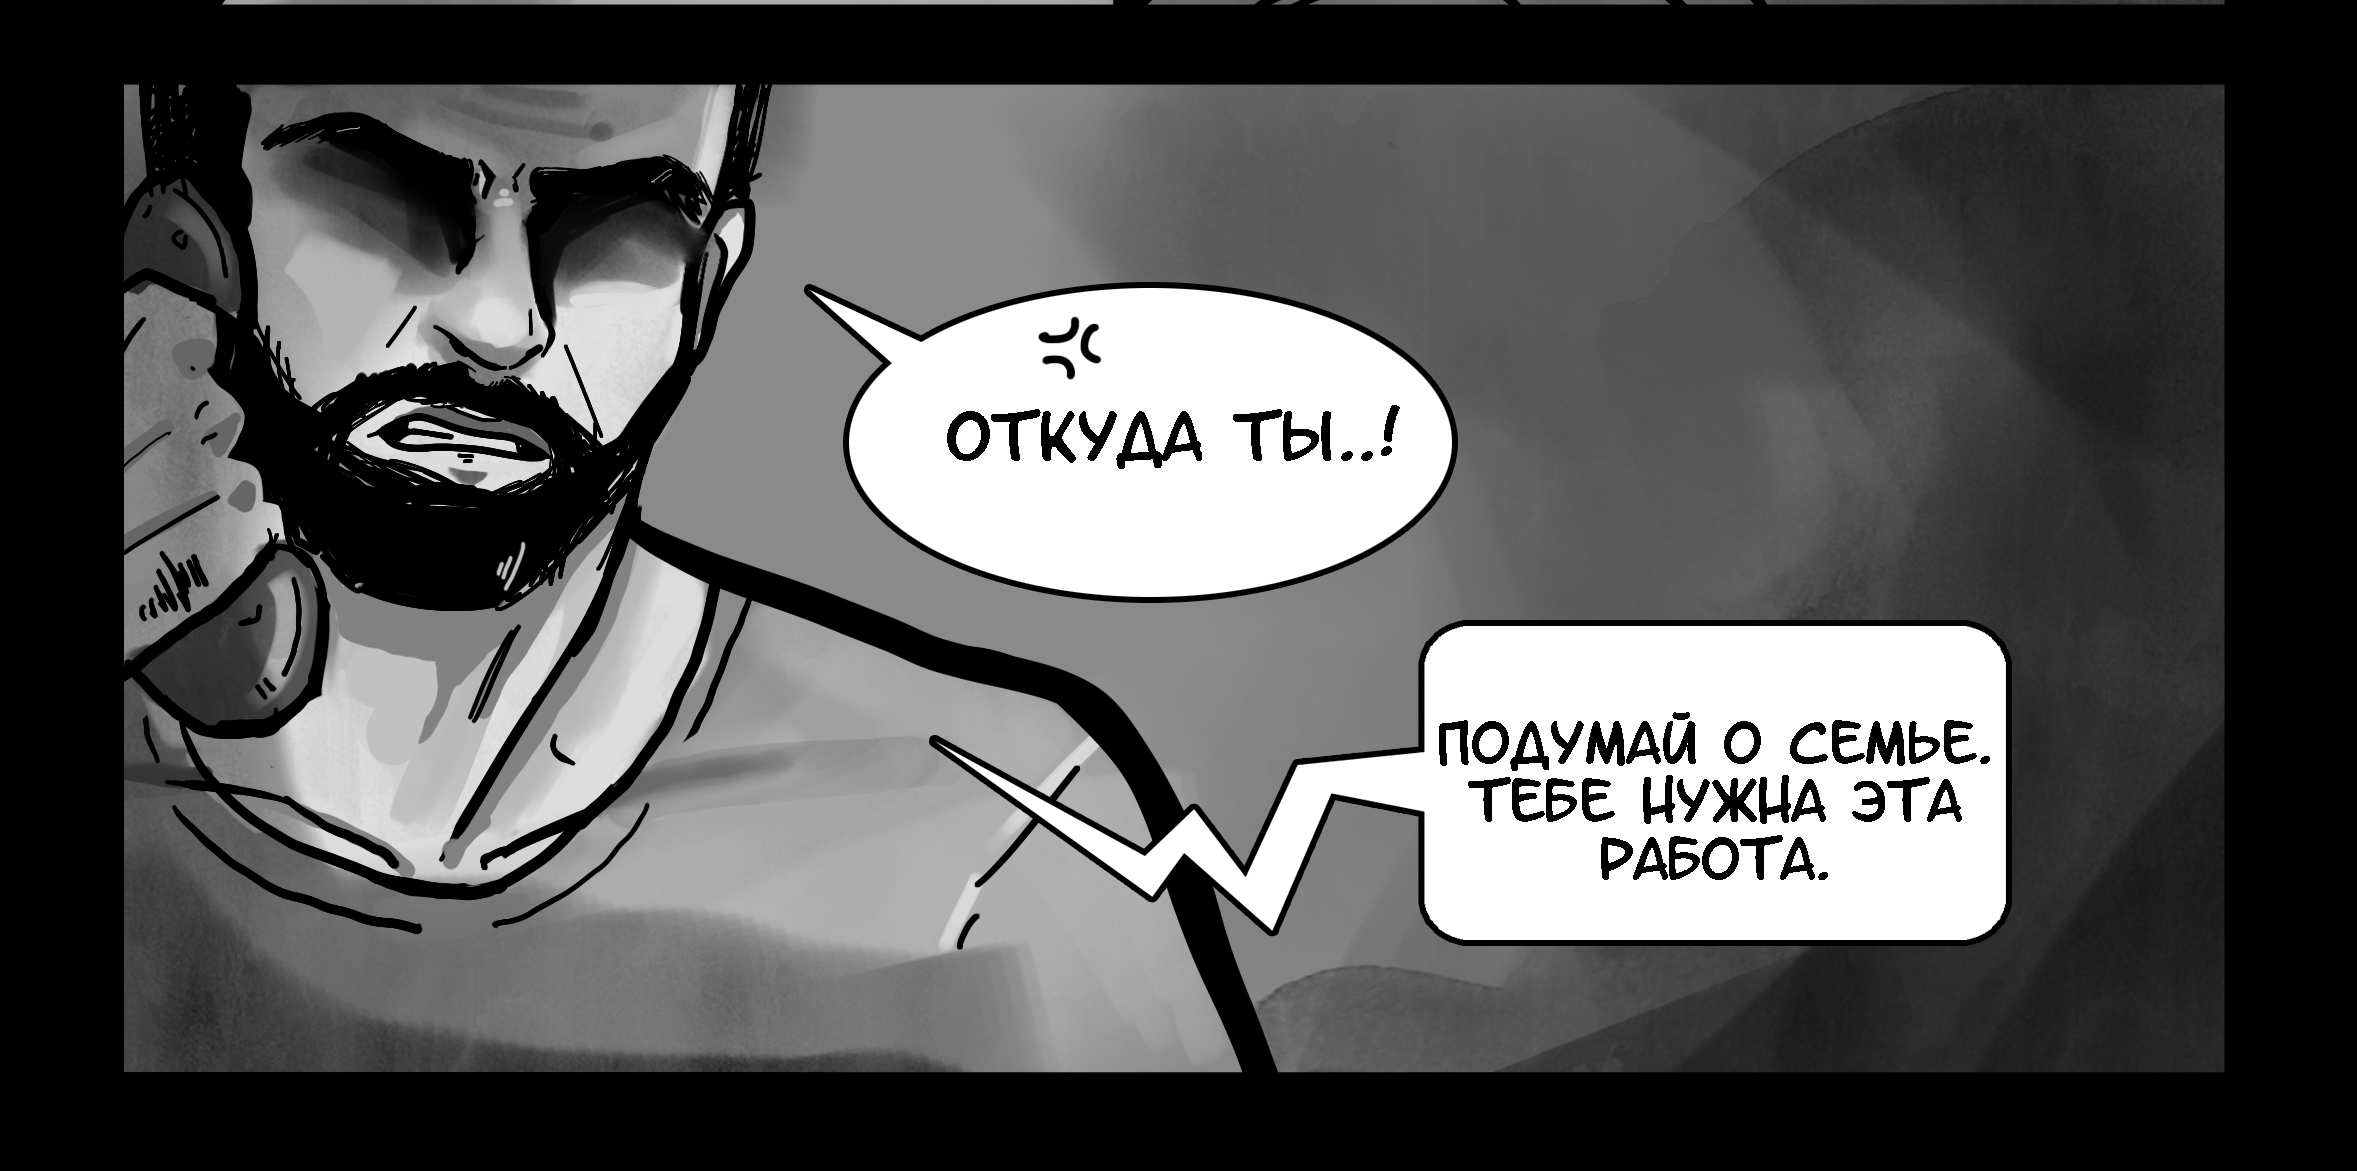 ОТКУДА ТЫ..!
ПОДУМАЙ О СЕМЬЕ.
ТЕБЕ НУЖНА ЭТА
РАБОТА.